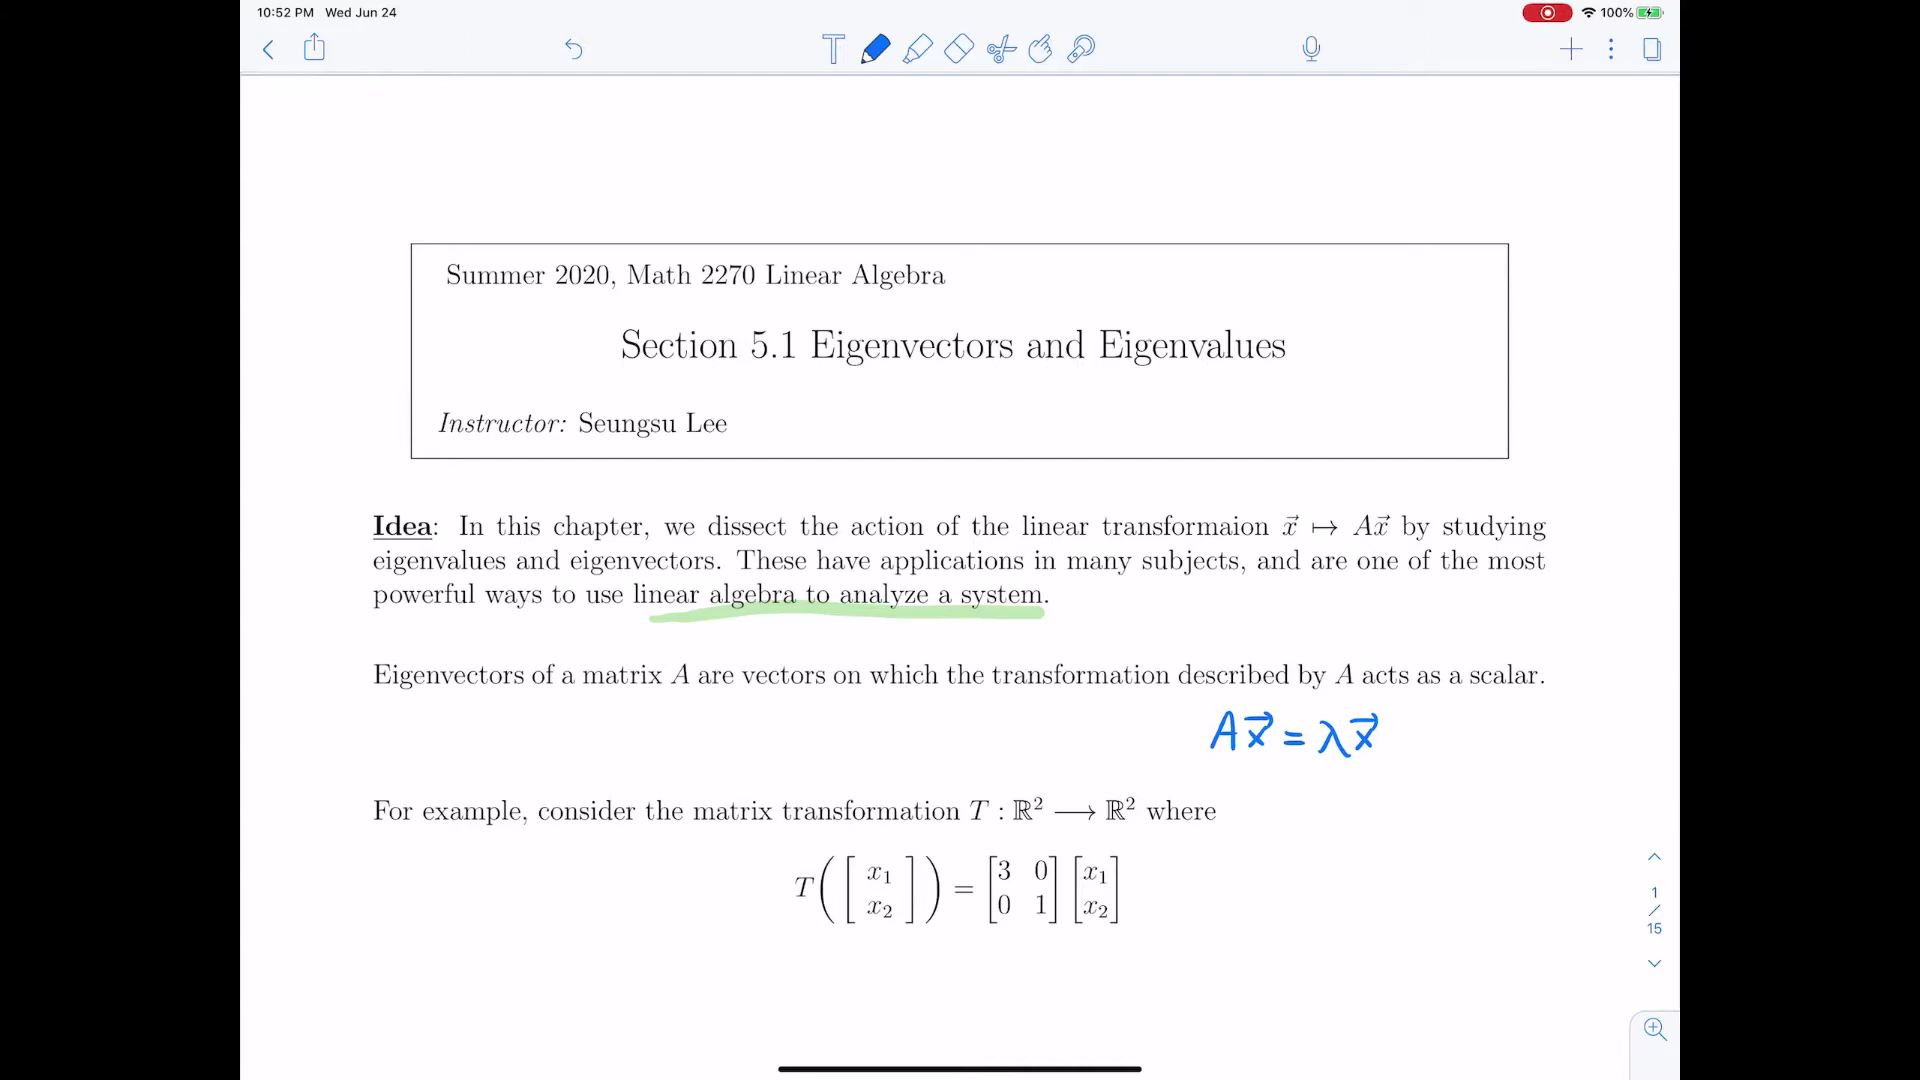 10:52 PM Wed Jun 24
100%
T
Summer 2020, Math 2270 Linear Algebra
Section 5.1 Eigenvectors and Eigenvalues
Instructor: Seungsu Lee
Idea: In this chapter, we dissect the action of the linear transformaion x⃗ ↦ Ax⃗ by studying
eigenvalues and eigenvectors. These have applications in many subjects, and are one of the most
powerful ways to use linear algebra to analyze a system.
Eigenvectors of a matrix A are vectors on which the transformation described by A acts as a scalar.
Ax⃗ = λx⃗
For example, consider the matrix transformation T : ℝ² ⟶ ℝ² where
T([x₁ x₂]) = [3 0 0 1] [x₁ x₂]
1
/
15